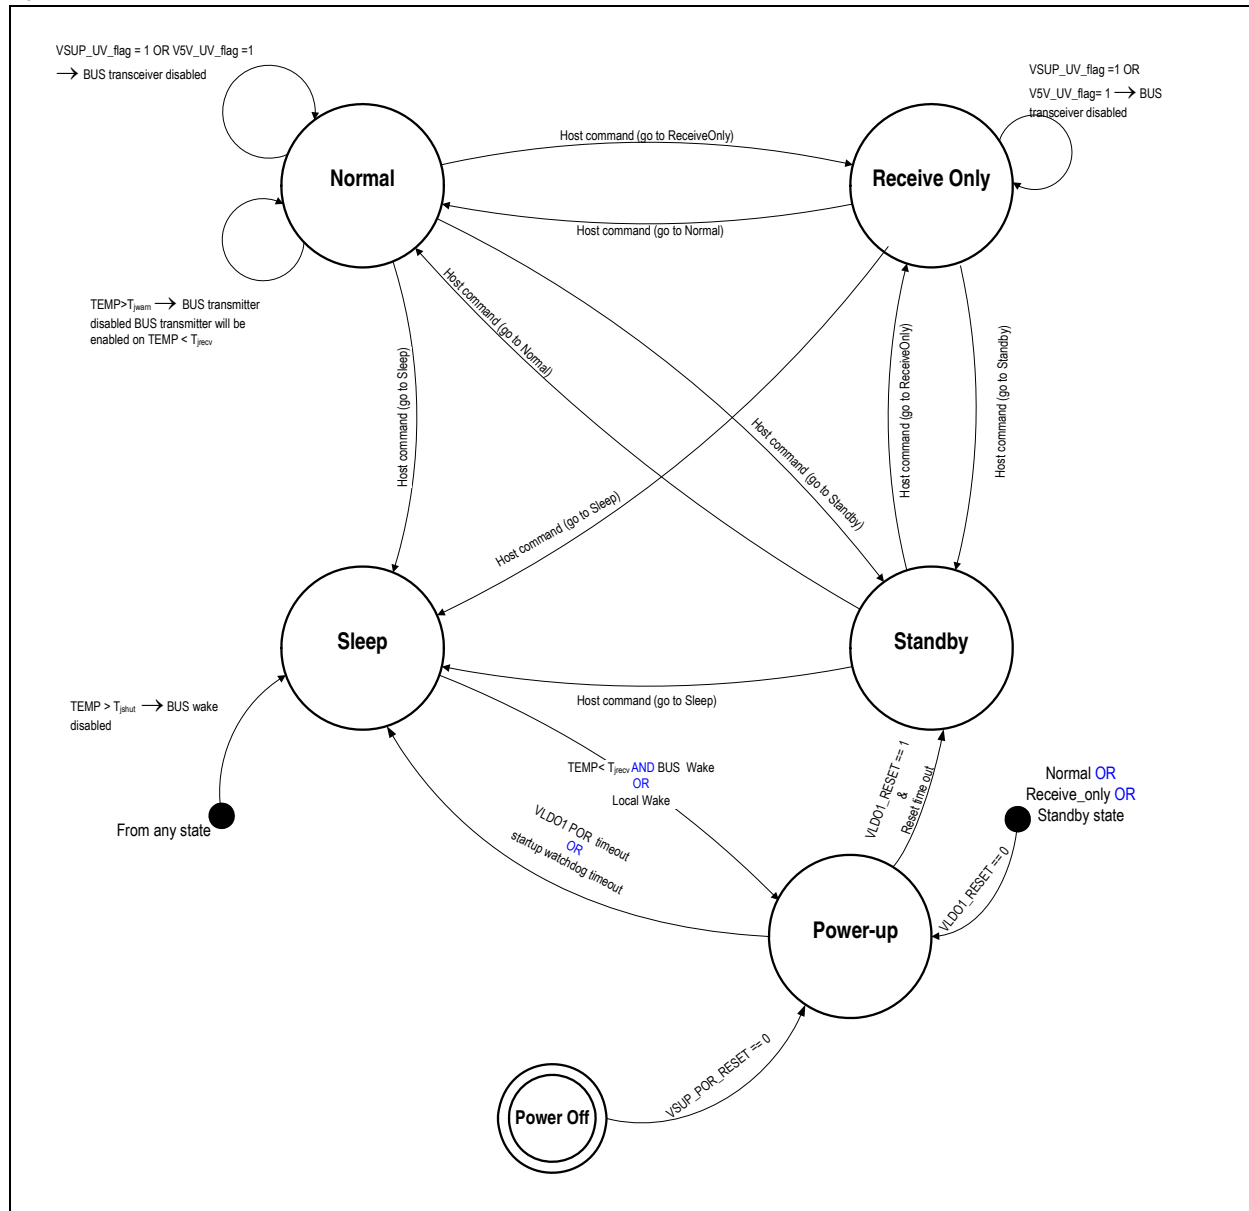 VSUP_UV_flag = 1 OR V5V_UV_flag =1
→ BUS transceiver disabled
VSUP_UV_flag =1 OR
V5V_UV_flag= 1 → BUS
transceiver disabled
Host command (go to ReceiveOnly)
Normal
Receive Only
Host command (go to Normal)
TEMP>Tjwarn → BUS transmitter
disabled BUS transmitter will be
enabled on TEMP < Tjrecv
Host command (go to Normal)
Host command (go to Sleep)
Host command (go to Standby)
Host command (go to Sleep)
Host command (go to ReceiveOnly)
Host command (go to Standby)
Sleep
Standby
Host command (go to Sleep)
TEMP > Tjshut → BUS wake
disabled
From any state
TEMP< Tjrecv AND BUS Wake
OR
Local Wake
VLDO1 POR timeout
OR
startup watchdog timeout
VLDO1_RESET == 1
&
Reset time out
Normal OR
Receive_only OR
Standby state
VLDO1_RESET == 0
Power-up
VSUP_POR_RESET == 0
Power Off